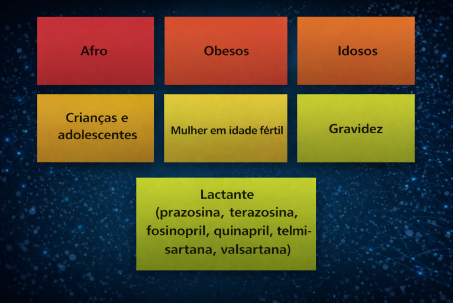 Afro
Obesos
Idosos
Crianças e
adolescentes
Mulher em idade fértil
Gravidez
Lactante
(prazosina, terazosina,
fosinopril, quinapril, telmi-
sartana, valsartana)